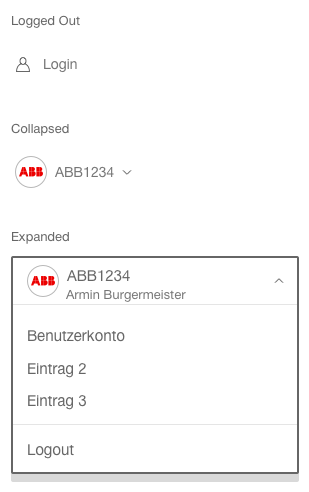 Logged Out
Login
Collapsed
ABB ABB1234
Expanded
ABB ABB1234
Armin Burgermeister
Benutzerkonto
Eintrag 2
Eintrag 3
Logout